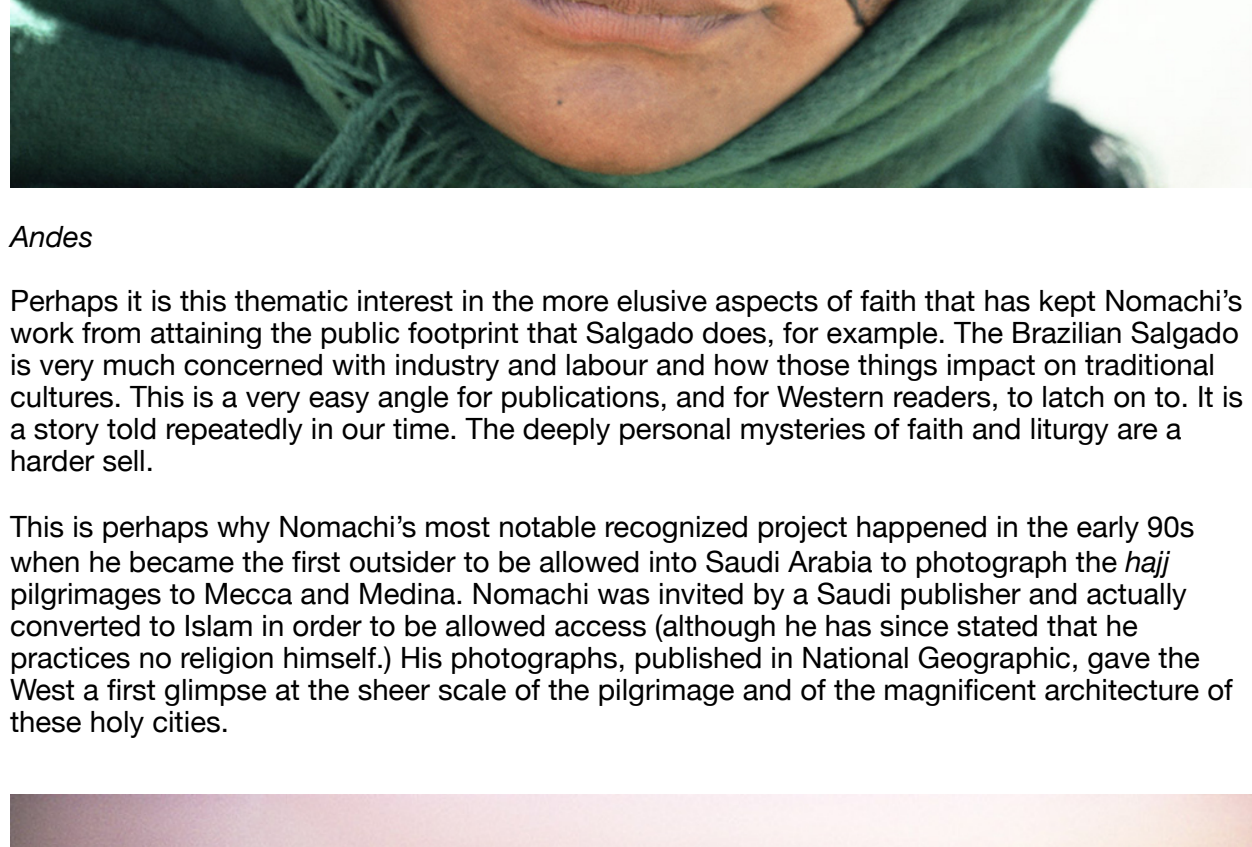 Andes
Perhaps it is this thematic interest in the more elusive aspects of faith that has kept Nomachi’s
work from attaining the public footprint that Salgado does, for example. The Brazilian Salgado
is very much concerned with industry and labour and how those things impact on traditional
cultures. This is a very easy angle for publications, and for Western readers, to latch on to. It is
a story told repeatedly in our time. The deeply personal mysteries of faith and liturgy are a
harder sell.
This is perhaps why Nomachi’s most notable recognized project happened in the early 90s
when he became the first outsider to be allowed into Saudi Arabia to photograph the hajj
pilgrimages to Mecca and Medina. Nomachi was invited by a Saudi publisher and actually
converted to Islam in order to be allowed access (although he has since stated that he
practices no religion himself.) His photographs, published in National Geographic, gave the
West a first glimpse at the sheer scale of the pilgrimage and of the magnificent architecture of
these holy cities.